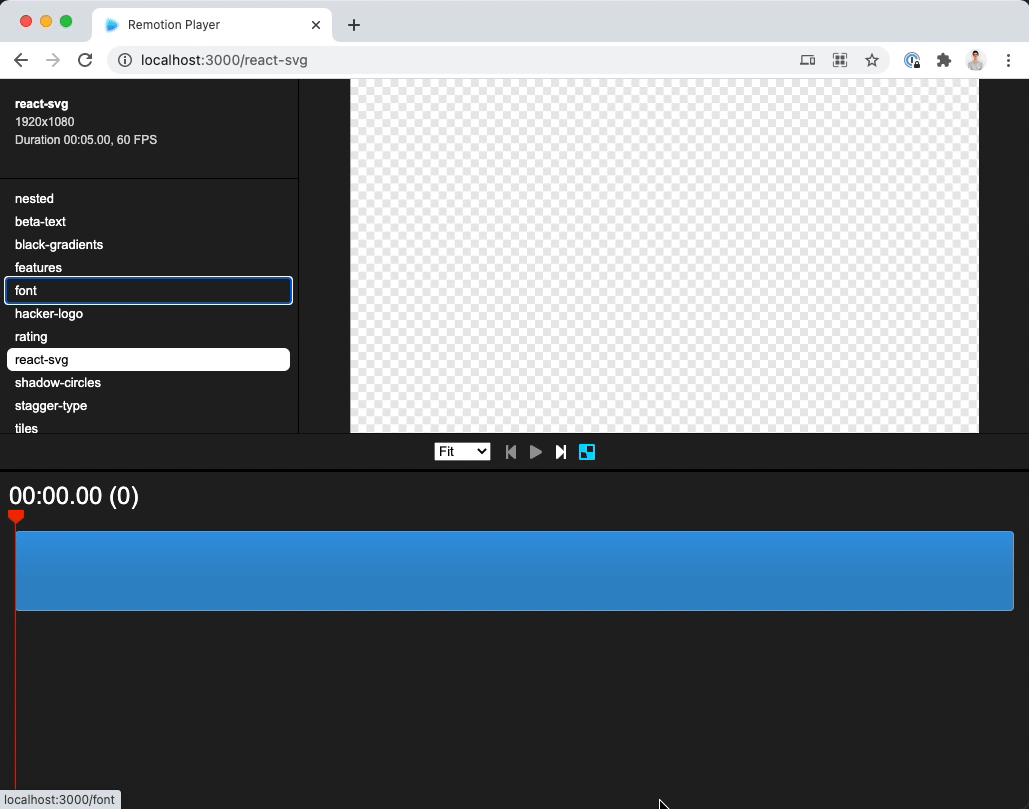 Remotion Player
localhost:3000/react-svg
react-svg
1920x1080
Duration 00:05.00, 60 FPS
nested
beta-text
black-gradients
features
font
hacker-logo
rating
react-svg
shadow-circles
stagger-type
tiles
Fit
00:00.00 (0)
localhost:3000/font